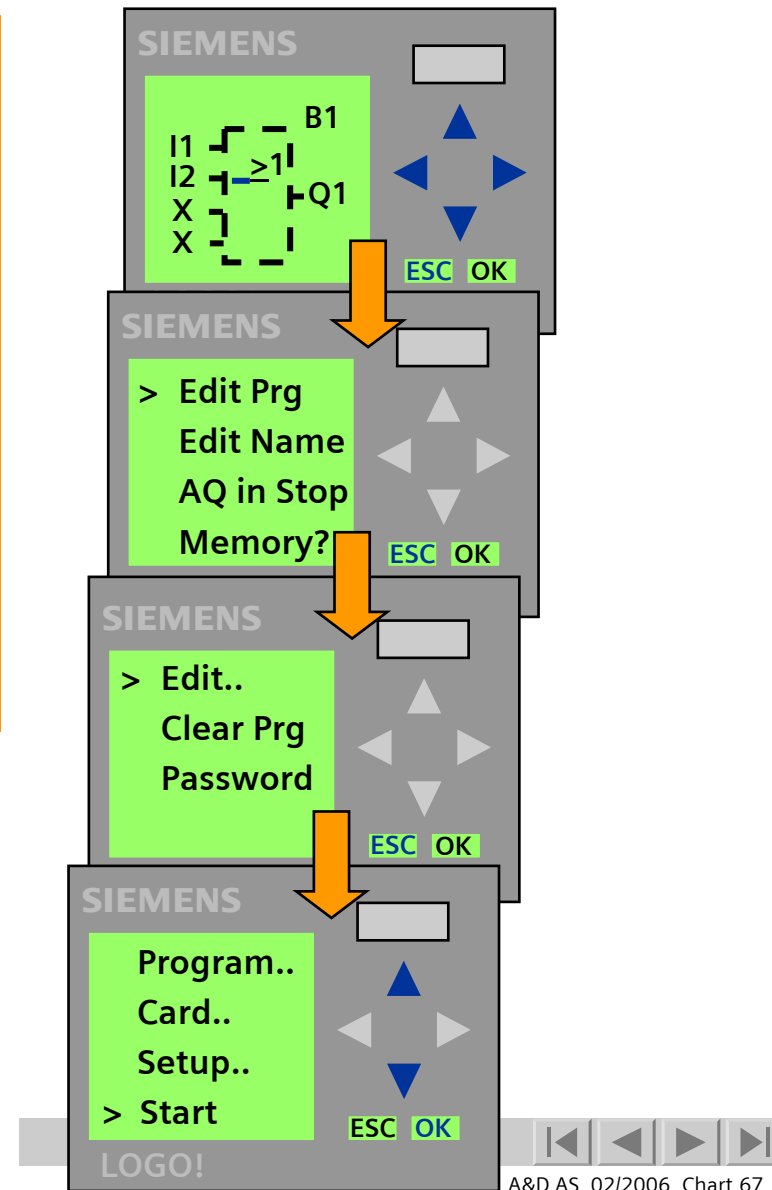 SIEMENS
B1
I1
≥1
I2
Q1
X
X
ESC OK
SIEMENS
> Edit Prg
Edit Name
AQ in Stop
Memory?
ESC OK
SIEMENS
> Edit..
Clear Prg
Password
ESC OK
SIEMENS
Program..
Card..
Setup..
> Start
ESC OK
LOGO!
A&D AS, 02/2006, Chart 67